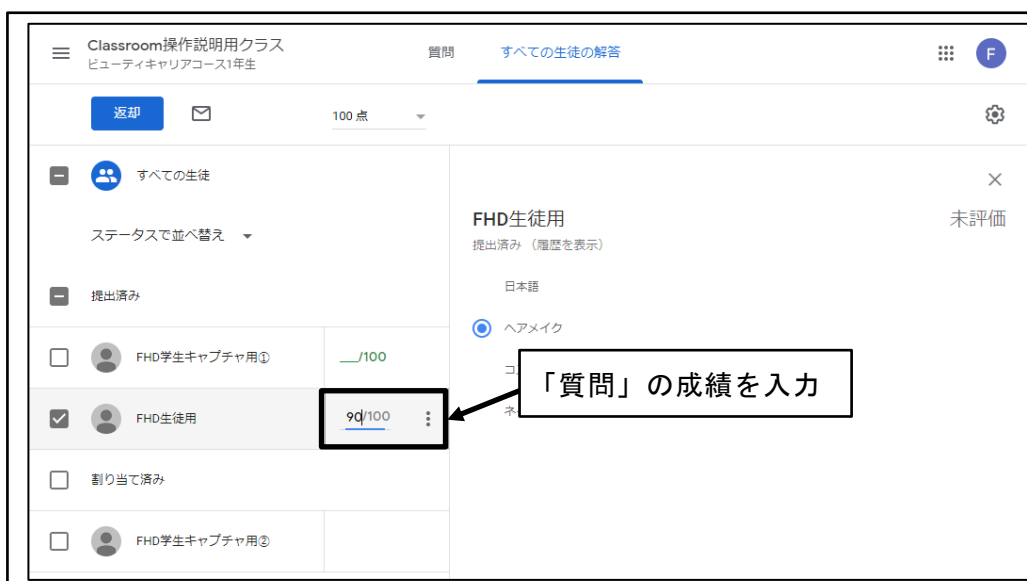 Classroom操作説明用クラス
ビューティキャリアコース1年生
質問
すべての生徒の解答
F
返却
100 点
すべての生徒
ステータスで並べ替え
提出済み
FHD学生キャプチャ用①
__/100
FHD生徒用
90/100
割り当て済み
FHD学生キャプチャ用②
FHD生徒用
未評価
提出済み （履歴を表示）
日本語
ヘアメイク
「質問」の成績を入力